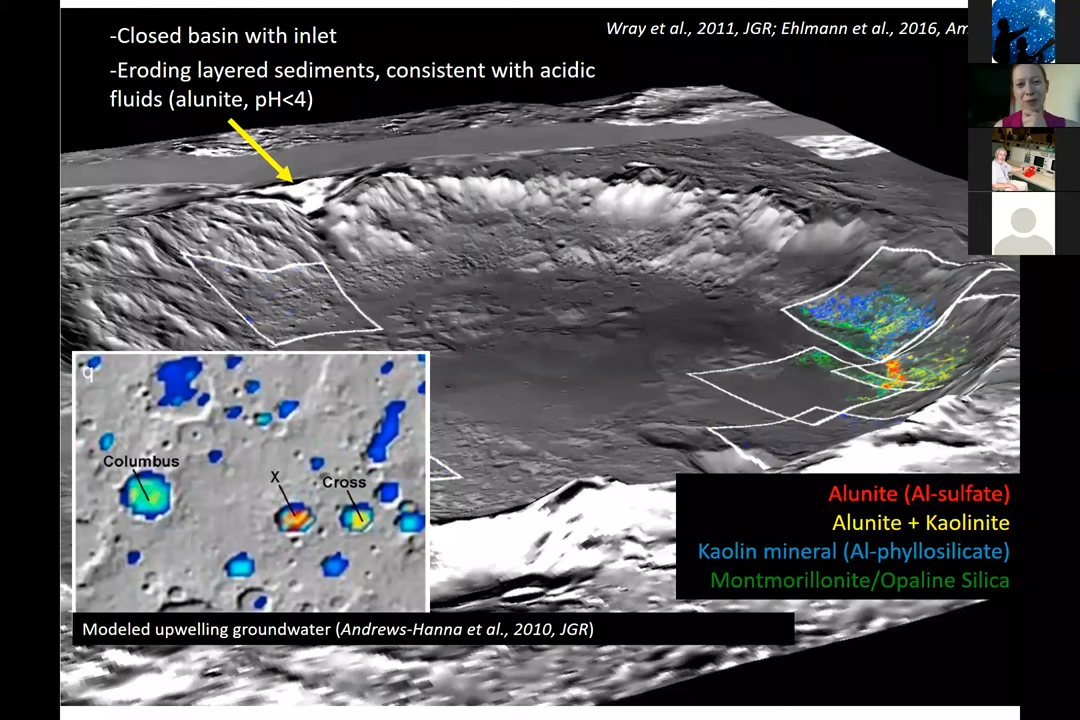 Wray et al., 2011, JGR; Ehlmann et al., 2016, Am
-Closed basin with inlet
-Eroding layered sediments, consistent with acidic
fluids (alunite, pH<4)
q
Columbus
X
Cross
Alunite (Al-sulfate)
Alunite + Kaolinite
Kaolin mineral (Al-phyllosilicate)
Montmorillonite/Opaline Silica
Modeled upwelling groundwater (Andrews-Hanna et al., 2010, JGR)